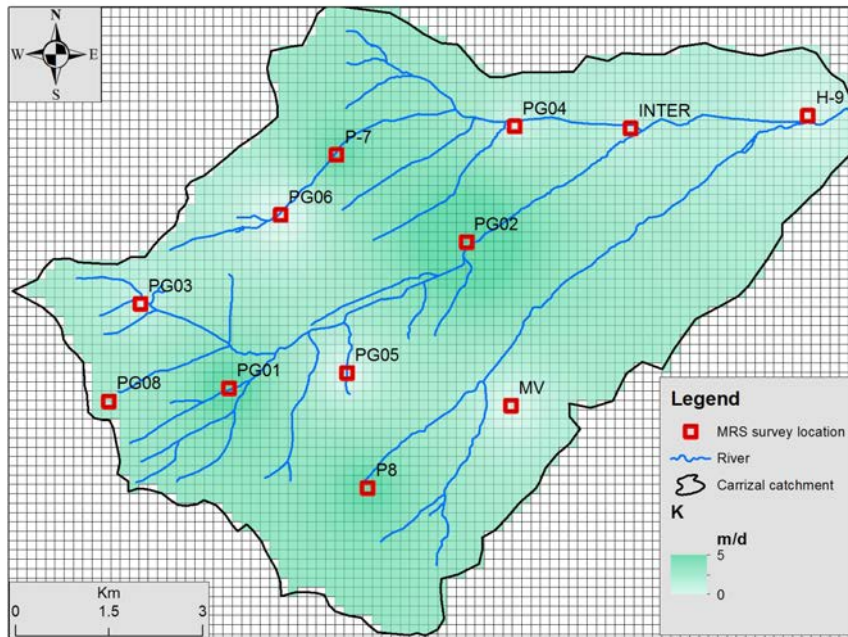 N
W E
S
H-9
PG04
INTER
P-7
PG06
PG02
PG03
PG05
PG01
PG08
MV
P8
Legend
MRS survey location
River
Carrizal catchment
K
m/d
5
0
Km
0 1.5 3